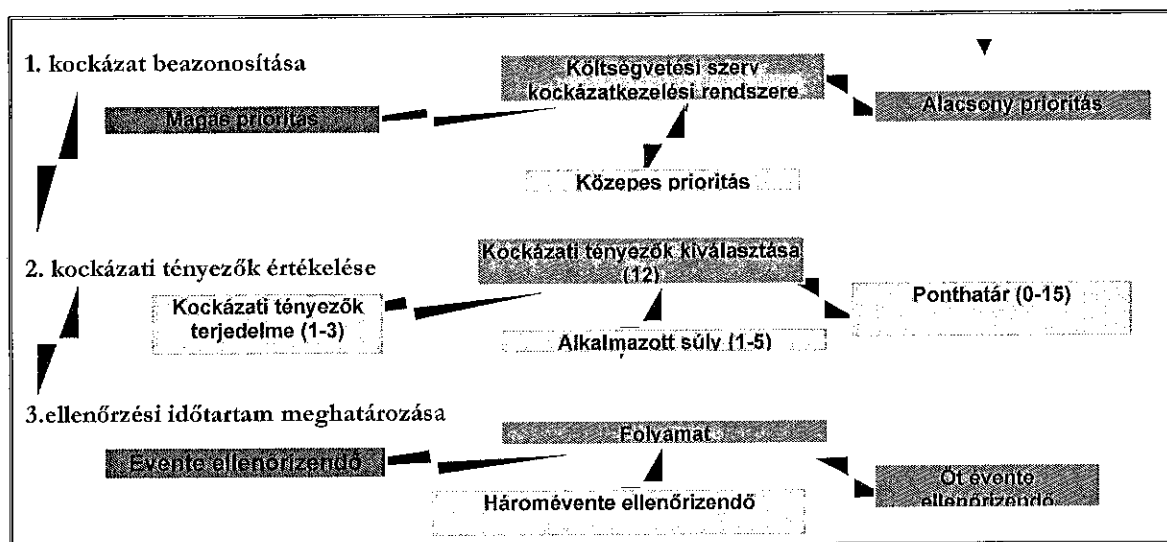 1. kockázat beazonosítása
Költségvetési szerv
kockázatkezelési rendszere
Magas prioritás
Alacsony prioritás
Közepes prioritás
2. kockázati tényezők értékelése
Kockázati tényezők kiválasztása
(12)
Kockázati tényezők
terjedelme (1-3)
Ponthatár (0-15)
Alkalmazott súly (1-5)
3.ellenőrzési időtartam meghatározása
Folyamat
Évente ellenőrizendő
Háromévente ellenőrizendő
Öt évente
ellenőrizendő